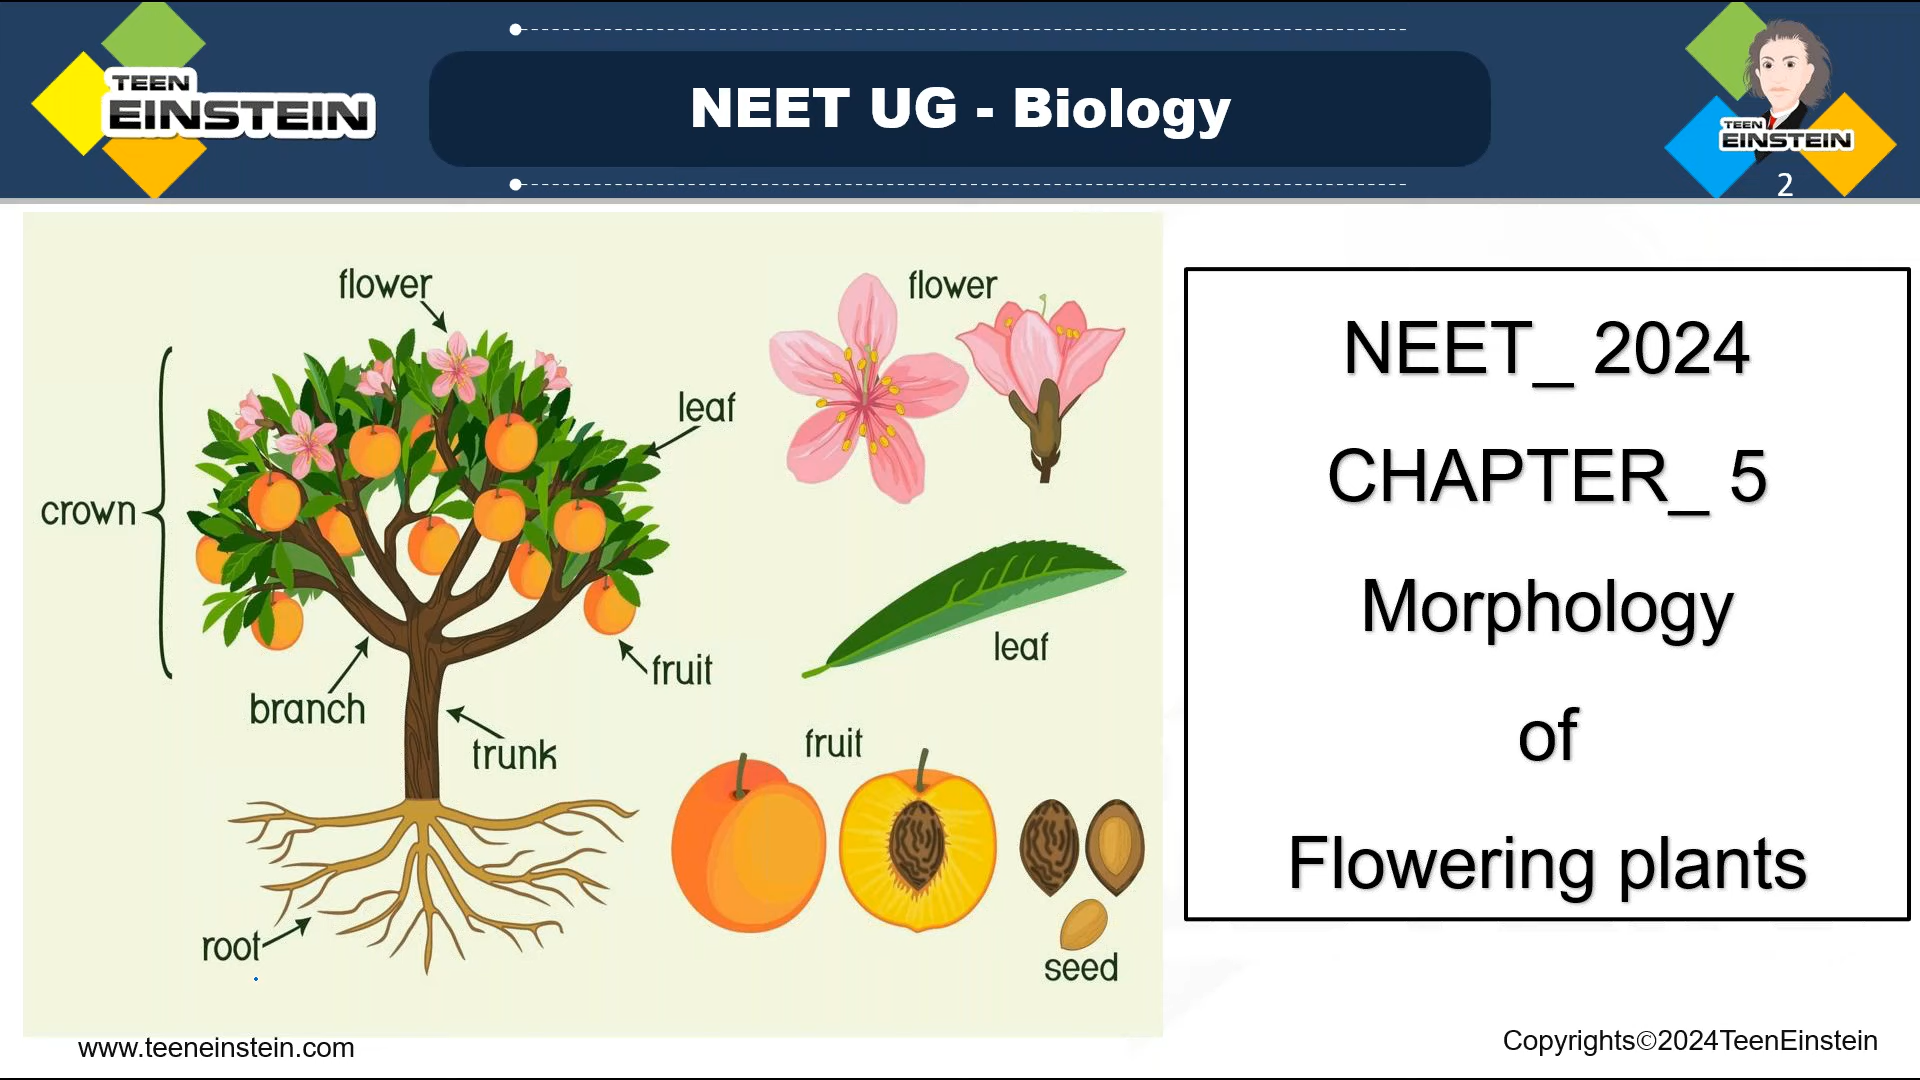 TEEN
EINSTEIN
NEET UG - Biology
TEEN
EINSTEIN
2
flower
flower
leaf
crown
leaf
fruit
branch
trunk
fruit
root
seed
NEET_ 2024
CHAPTER_ 5
Morphology
of
Flowering plants
www.teeneinstein.com
Copyrights©2024TeenEinstein